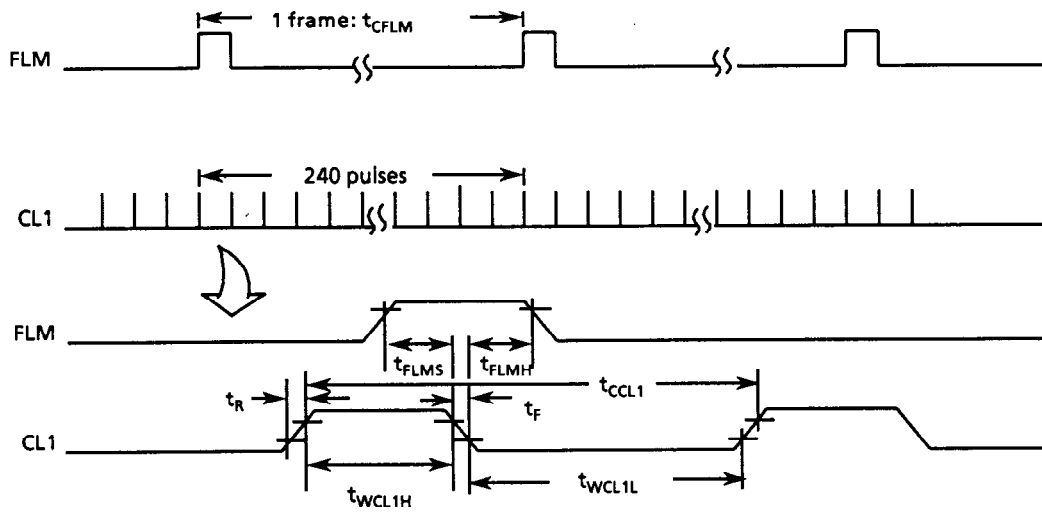 1 frame: tCFLM
FLM
240 pulses
CL1
FLM
tFLMS
tFLMH
tCCL1
tR
tF
CL1
tWCL1H
tWCL1L